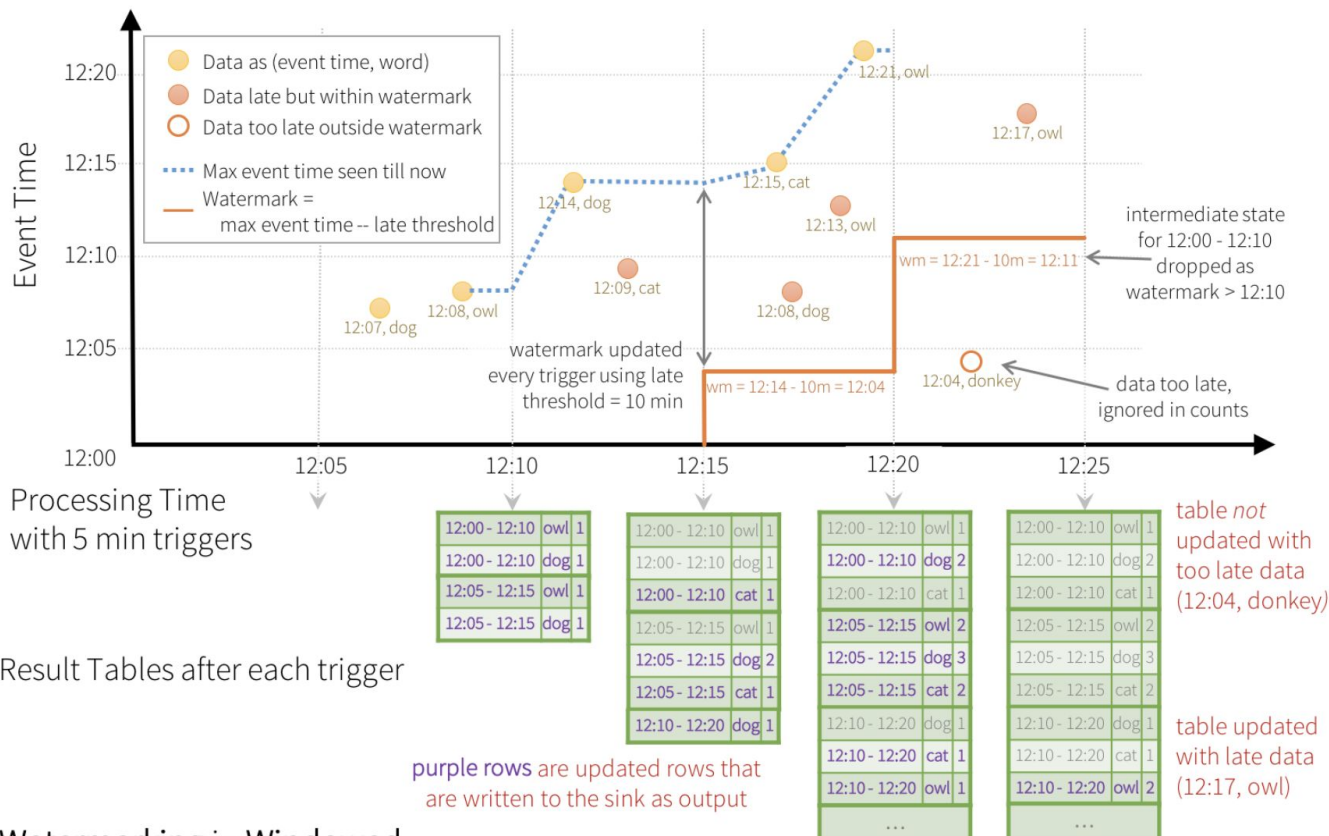 Data as (event time, word)
Data late but within watermark
Data too late outside watermark
Max event time seen till now
Watermark =
max event time -- late threshold
Event Time
12:20
12:15
12:10
12:05
12:00
12:07, dog
12:08, owl
12:14, dog
12:09, cat
12:15, cat
12:13, owl
12:08, dog
12:21, owl
12:17, owl
12:04, donkey
watermark updated
every trigger using late
threshold = 10 min
wm = 12:14 - 10m = 12:04
wm = 12:21 - 10m = 12:11
intermediate state
for 12:00 - 12:10
dropped as
watermark > 12:10
data too late,
ignored in counts
12:05
12:10
12:15
12:20
12:25
Processing Time
with 5 min triggers
12:00 - 12:10 owl 1
12:00 - 12:10 dog 1
12:05 - 12:15 owl 1
12:05 - 12:15 dog 1
12:00 - 12:10 owl 1
12:00 - 12:10 dog 1
12:00 - 12:10 cat 1
12:05 - 12:15 owl 1
12:05 - 12:15 dog 2
12:05 - 12:15 cat 1
12:10 - 12:20 dog 1
12:00 - 12:10 owl 1
12:00 - 12:10 dog 2
12:00 - 12:10 cat 1
12:05 - 12:15 owl 2
12:05 - 12:15 dog 3
12:05 - 12:15 cat 2
12:10 - 12:20 dog 1
12:10 - 12:20 cat 1
12:10 - 12:20 owl 1
...
12:00 - 12:10 owl 1
12:00 - 12:10 dog 2
12:00 - 12:10 cat 1
12:05 - 12:15 owl 2
12:05 - 12:15 dog 3
12:05 - 12:15 cat 2
12:10 - 12:20 dog 1
12:10 - 12:20 cat 1
12:10 - 12:20 owl 2
...
table not
updated with
too late data
(12:04, donkey)
table updated
with late data
(12:17, owl)
Result Tables after each trigger
purple rows are updated rows that
are written to the sink as output
Watermarking in Windowed